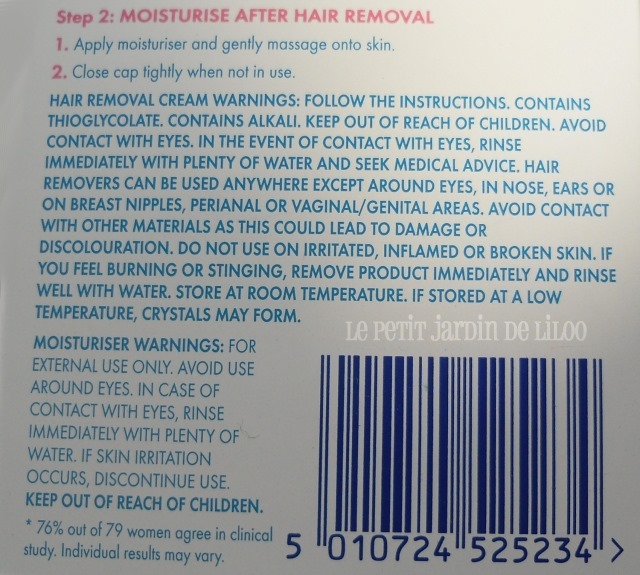 Step 2: MOISTURISE AFTER HAIR REMOVAL
1. Apply moisturiser and gently massage onto skin.
2. Close cap tightly when not in use.
HAIR REMOVAL CREAM WARNINGS: FOLLOW THE INSTRUCTIONS. CONTAINS
THIOGLYCOLATE. CONTAINS ALKALI. KEEP OUT OF REACH OF CHILDREN. AVOID
CONTACT WITH EYES. IN THE EVENT OF CONTACT WITH EYES, RINSE
IMMEDIATELY WITH PLENTY OF WATER AND SEEK MEDICAL ADVICE. HAIR
REMOVERS CAN BE USED ANYWHERE EXCEPT AROUND EYES, IN NOSE, EARS OR
ON BREAST NIPPLES, PERIANAL OR VAGINAL/GENITAL AREAS. AVOID CONTACT
WITH OTHER MATERIALS AS THIS COULD LEAD TO DAMAGE OR
DISCOLOURATION. DO NOT USE ON IRRITATED, INFLAMED OR BROKEN SKIN. IF
YOU FEEL BURNING OR STINGING, REMOVE PRODUCT IMMEDIATELY AND RINSE
WELL WITH WATER. STORE AT ROOM TEMPERATURE. IF STORED AT A LOW
TEMPERATURE, CRYSTALS MAY FORM.
LE PETIT JARDIN DE LILOO
MOISTURISER WARNINGS: FOR
EXTERNAL USE ONLY. AVOID USE
AROUND EYES. IN CASE OF
CONTACT WITH EYES, RINSE
IMMEDIATELY WITH PLENTY OF
WATER. IF SKIN IRRITATION
OCCURS, DISCONTINUE USE.
KEEP OUT OF REACH OF CHILDREN.
* 76% out of 79 women agree in clinical
study. Individual results may vary.
5 010724 525234 >